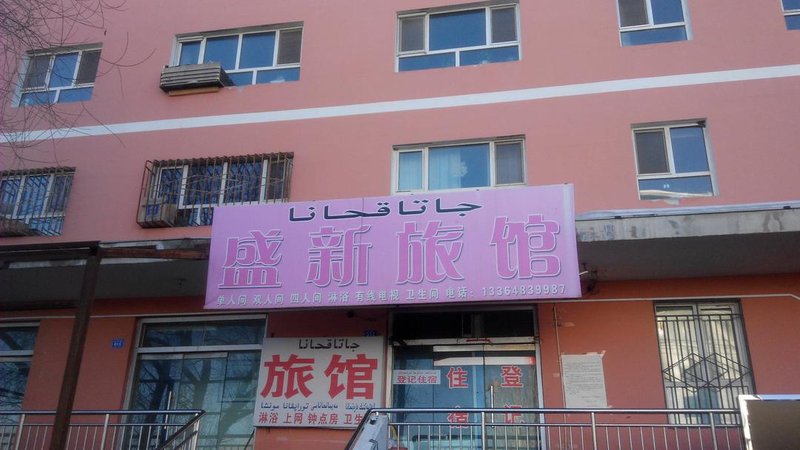 جاتاقحانا
盛新旅馆
单人间 双人间 四人间 淋浴 有线电视 卫生间 电话：13364839987
جاتاقحانا
旅馆
淋浴 上网 钟点房 卫生
登记住宿
住 登
宿 记